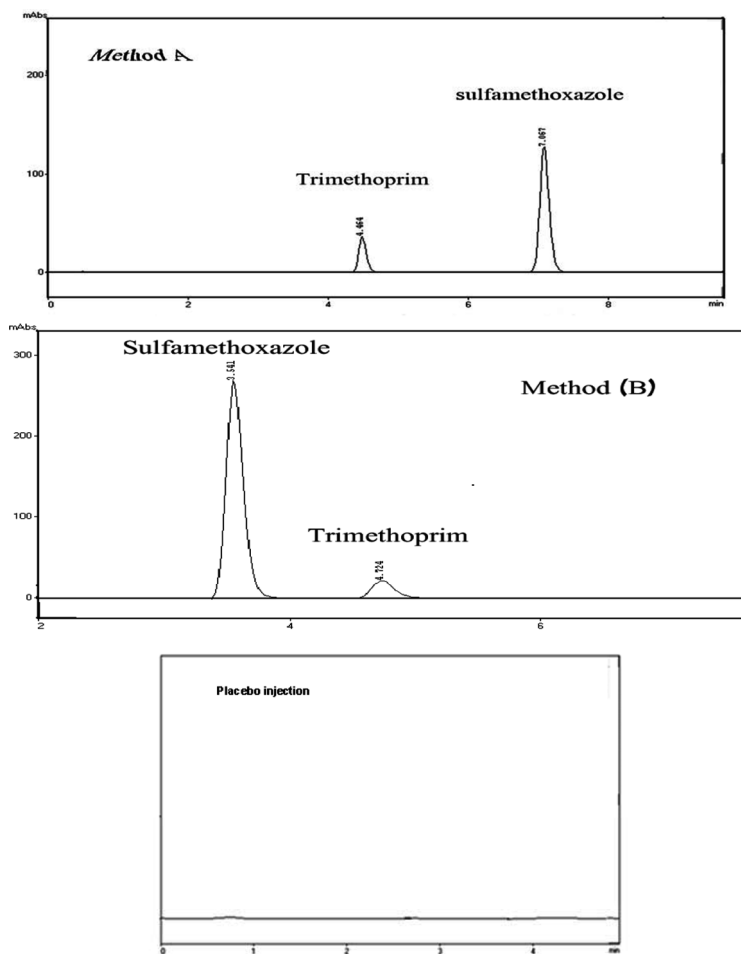 mAbs
Method A
200
sulfamethoxazole
7.067
Trimethoprim
100
4.464
0
0 2 4 6 8 min
mAbs
Sulfamethoxazole
300
3.541
Method (B)
200
Trimethoprim
100
4.724
0
2 4 6
Placebo injection
0 1 2 3 4 min